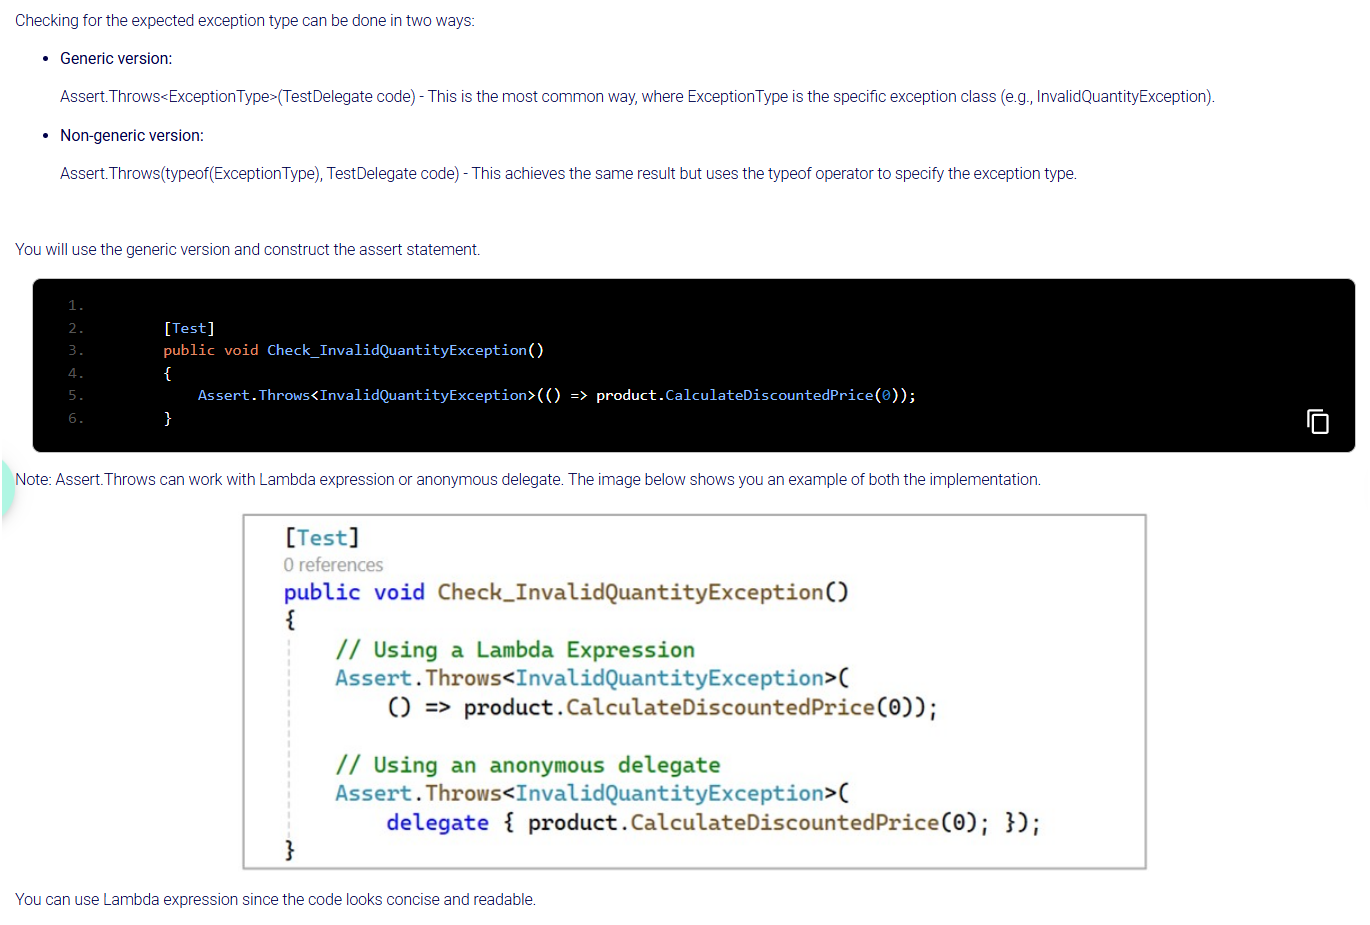 Checking for the expected exception type can be done in two ways:
• Generic version:
Assert.Throws<ExceptionType>(TestDelegate code) - This is the most common way, where ExceptionType is the specific exception class (e.g., InvalidQuantityException).
• Non-generic version:
Assert.Throws(typeof(ExceptionType), TestDelegate code) - This achieves the same result but uses the typeof operator to specify the exception type.
You will use the generic version and construct the assert statement.
1.
2. [Test]
3. public void Check_InvalidQuantityException()
4. {
5. Assert.Throws<InvalidQuantityException>(() => product.CalculateDiscountedPrice(0));
6. }
Note: Assert.Throws can work with Lambda expression or anonymous delegate. The image below shows you an example of both the implementation.
[Test]
0 references
public void Check_InvalidQuantityException()
{
// Using a Lambda Expression
Assert.Throws<InvalidQuantityException>(
() => product.CalculateDiscountedPrice(0));
// Using an anonymous delegate
Assert.Throws<InvalidQuantityException>(
delegate { product.CalculateDiscountedPrice(0); });
}
You can use Lambda expression since the code looks concise and readable.